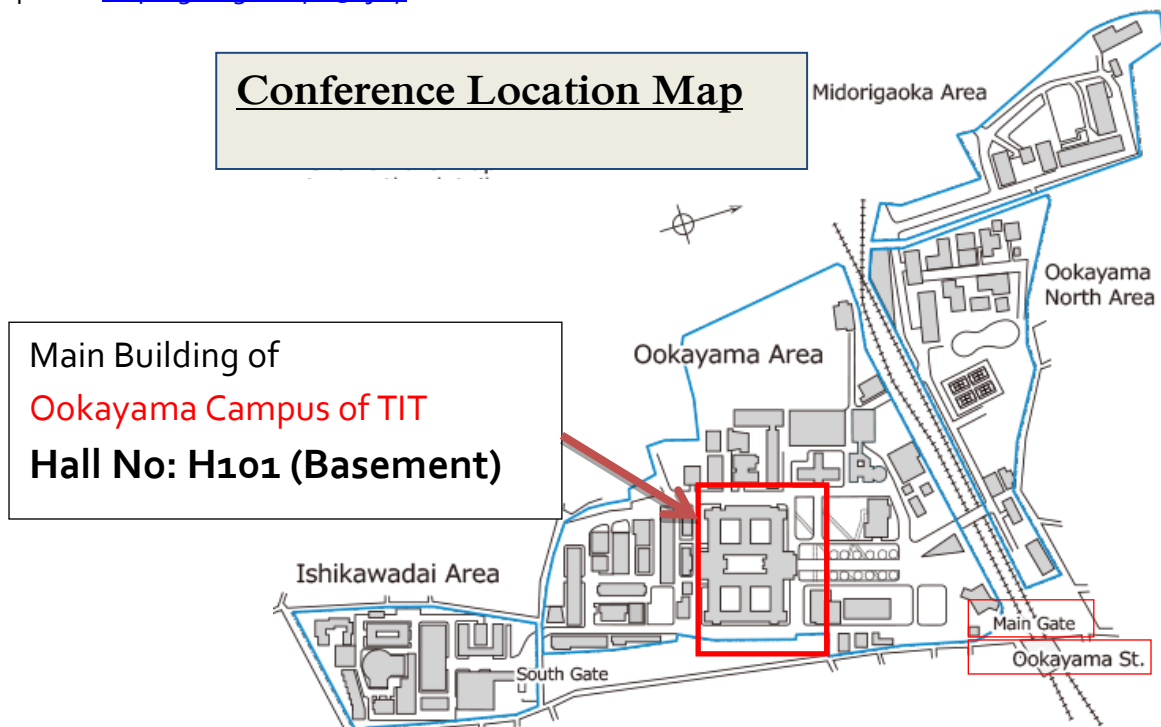 Conference Location Map
Midorigaoka Area
Ookayama
North Area
Ookayama Area
Main Building of
Ookayama Campus of TIT
Hall No: H101 (Basement)
Ishikawadai Area
Main Gate
Ookayama St.
South Gate